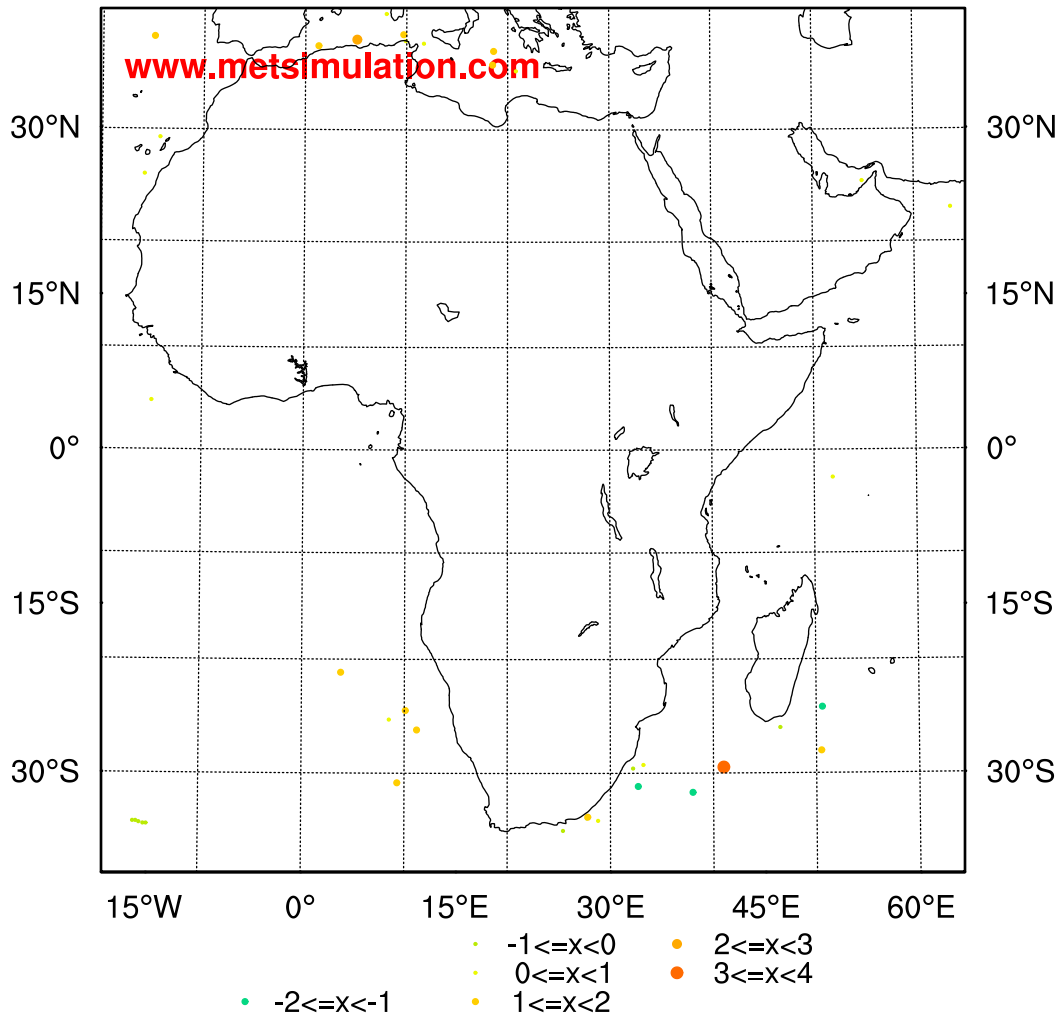 www.metsimulation.com
30°N 30°N
15°N 15°N
0° 0°
15°S 15°S
30°S 30°S
15°W 0° 15°E 30°E 45°E 60°E
-1<=x<0 2<=x<3
0<=x<1 3<=x<4
-2<=x<-1 1<=x<2